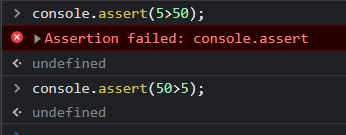 > console.assert(5>50);
▶Assertion failed: console.assert
undefined
> console.assert(50>5);
undefined